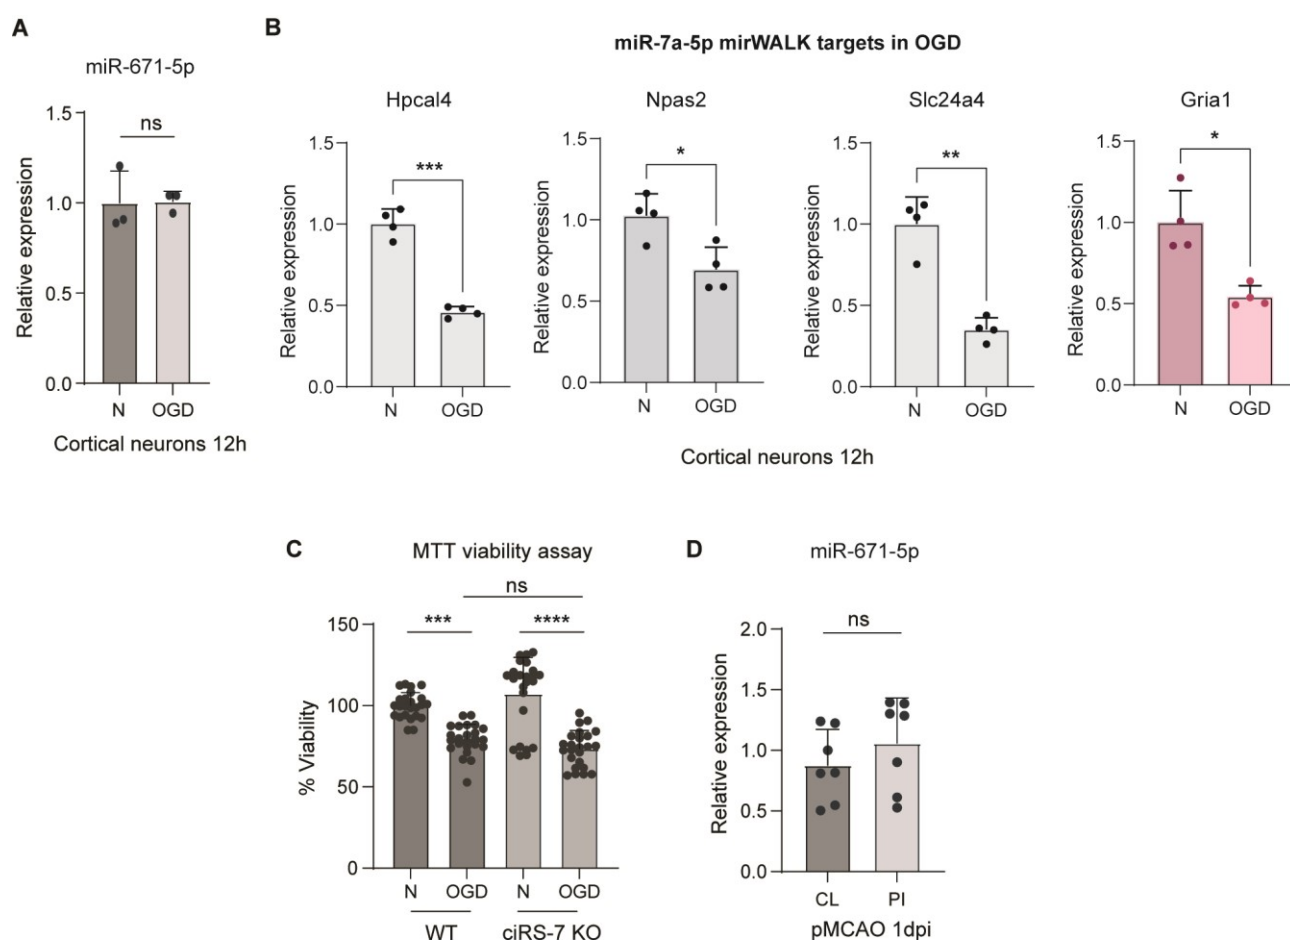 A
miR-671-5p
1.5
1.0
0.5
0.0
Relative expression
ns
N OGD
Cortical neurons 12h
B
miR-7a-5p mirWALK targets in OGD
Hpcal4
1.5
1.0
0.5
0.0
Relative expression
***
N OGD
Npas2
1.5
1.0
0.5
0.0
Relative expression
*
N OGD
Slc24a4
1.5
1.0
0.5
0.0
Relative expression
**
N OGD
Gria1
1.5
1.0
0.5
0.0
Relative expression
*
N OGD
Cortical neurons 12h
C
MTT viability assay
ns
*** ****
150
100
50
0
% Viability
N OGD N OGD
WT ciRS-7 KO
D
miR-671-5p
ns
2.0
1.5
1.0
0.5
0.0
Relative expression
CL PI
pMCAO 1dpi